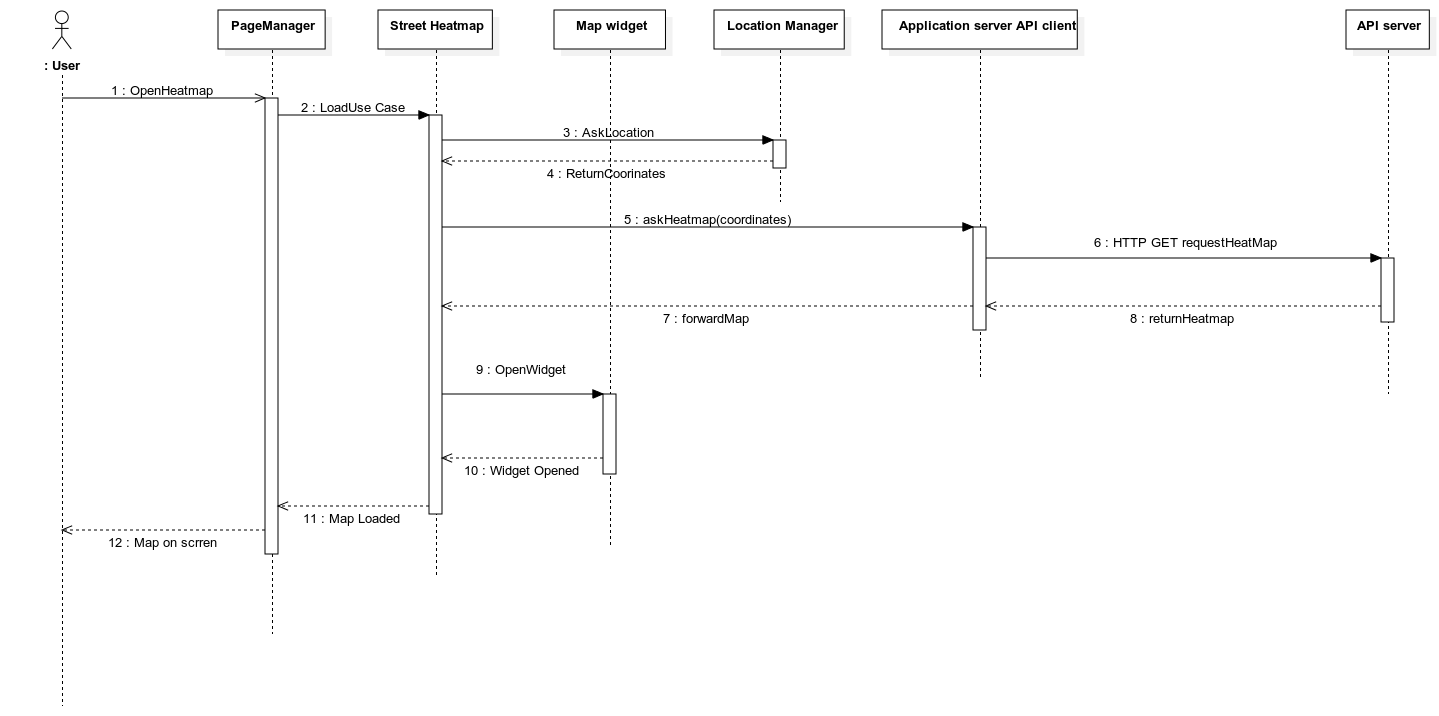 : User
PageManager
Street Heatmap
Map widget
Location Manager
Application server API client
API server
1 : OpenHeatmap
2 : LoadUse Case
3 : AskLocation
4 : ReturnCoorinates
5 : askHeatmap(coordinates)
6 : HTTP GET requestHeatMap
7 : forwardMap
8 : returnHeatmap
9 : OpenWidget
10 : Widget Opened
11 : Map Loaded
12 : Map on scrren